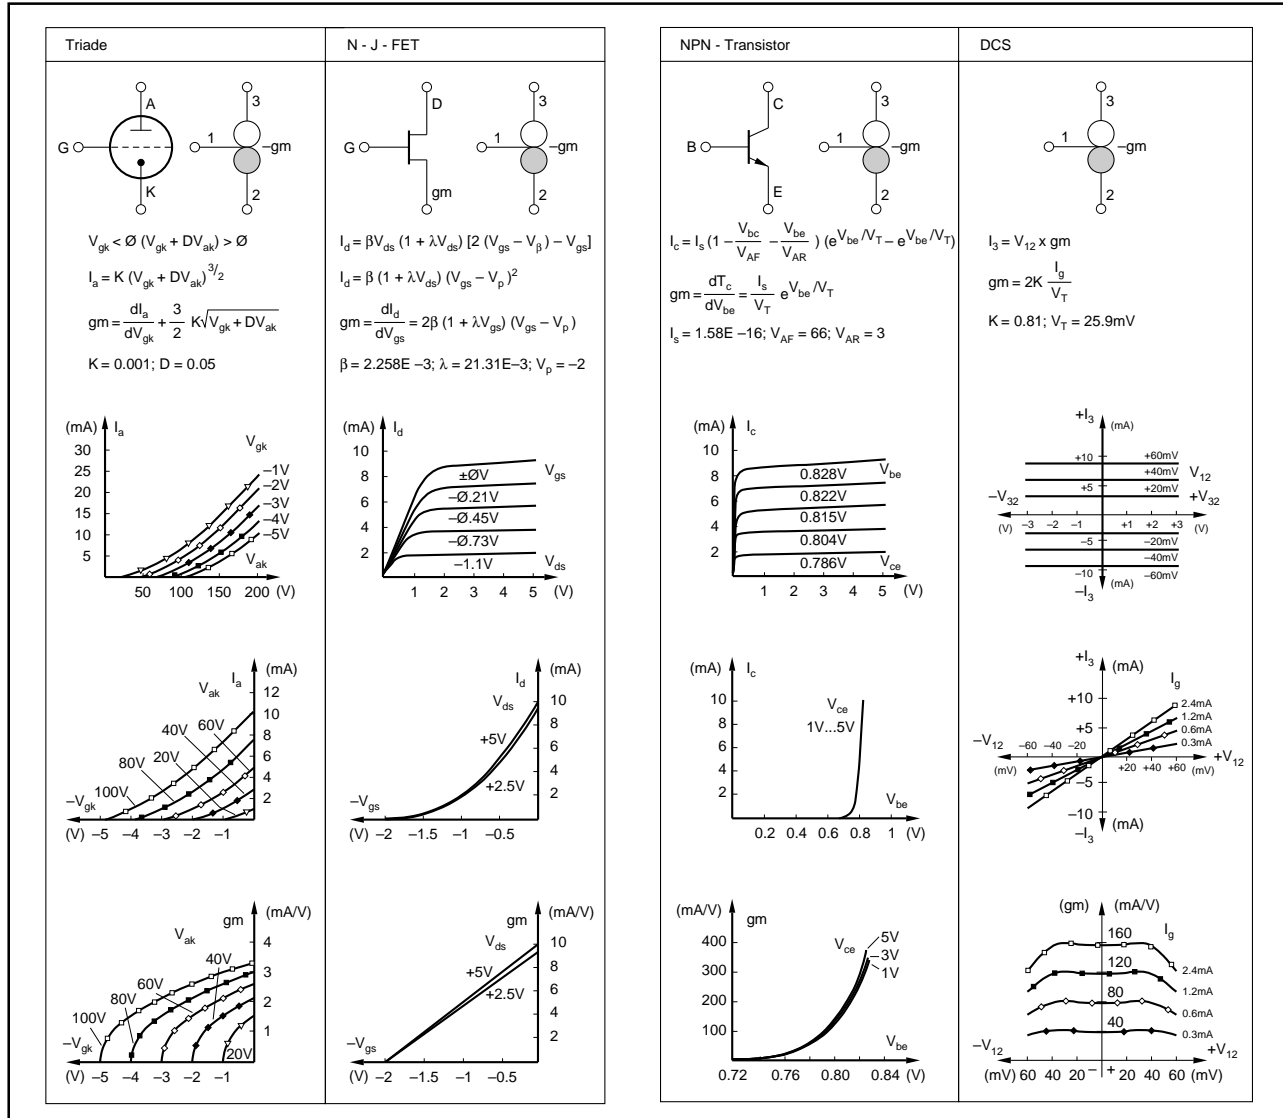 Triade
N - J - FET
NPN - Transistor
DCS
A
G
K
3
1
–gm
2
D
G
gm
3
1
–gm
2
C
B
E
3
1
–gm
2
3
1
–gm
2
V_gk < Ø (V_gk + DV_ak) > Ø
I_a = K (V_gk + DV_ak)^3/2
gm = dI_a/dV_gk + 3/2 K√V_gk + DV_ak
K = 0.001; D = 0.05
I_d = βV_ds (1 + λV_ds) [2 (V_gs – V_β) – V_gs]
I_d = β (1 + λV_ds) (V_gs – V_p)^2
gm = dI_d/dV_gs = 2β (1 + λV_gs) (V_gs – V_p)
β = 2.258E –3; λ = 21.31E–3; V_p = –2
I_c = I_s (1 - V_bc/V_AF – V_be/V_AR) (e^V_be/V_T – e^V_be/V_T)
gm = dT_c/dV_be = I_s/V_T e^V_be/V_T
I_s = 1.58E –16; V_AF = 66; V_AR = 3
I_3 = V_12 x gm
gm = 2K I_g/V_T
K = 0.81; V_T = 25.9mV
(mA) I_a
V_gk
30
25
20
15
10
5
–1V
–2V
–3V
–4V
–5V
V_ak
50 100 150 200 (V)
(mA) I_d
10
8
6
4
2
±ØV
–Ø.21V
–Ø.45V
–Ø.73V
–1.1V
V_gs
V_ds
1 2 3 4 5 (V)
(mA) I_c
10
8
6
4
2
0.828V
0.822V
0.815V
0.804V
0.786V
V_be
V_ce
1 2 3 4 5 (V)
+I_3
(mA)
+10 +60mV
+40mV V_12
+5 +20mV
–V_32 +V_32
(V) –3 –2 –1 +1 +2 +3 (V)
–5 –20mV
–40mV
–10 –60mV
–I_3 (mA)
I_a (mA)
V_ak
12
10
8
6
4
2
60V
40V
20V
80V
100V
–V_gk
(V) –5 –4 –3 –2 –1
I_d (mA)
V_ds
10
8
6
4
2
+5V
+2.5V
–V_gs
(V) –2 –1.5 –1 –0.5
(mA) I_c
10
8
6
4
2
V_ce
1V...5V
V_be
0.2 0.4 0.6 0.8 1 (V)
+I_3 (mA)
I_g
+10
+5
2.4mA
1.2mA
0.6mA
0.3mA
–V_12 –60 –40 –20
(mV) +20 +40 +60 (mV)
+V_12
–5
–10
–I_3 (mA)
gm (mA/V)
V_ak
4
3
2
1
40V
60V
80V
100V
20V
–V_gk
(V) –5 –4 –3 –2 –1
(mA/V)
V_ds
10
8
6
4
2
+5V
+2.5V
–V_gs
(V) –2 –1.5 –1 –0.5
(mA/V) gm
400
300
200
100
V_ce
5V
–3V
1V
V_be
0.72 0.76 0.80 0.84 (V)
(gm) (mA/V)
I_g
160
120
80
40
2.4mA
1.2mA
0.6mA
0.3mA
–V_12 – + +V_12
(mV) 60 40 20 20 40 60 (mV)